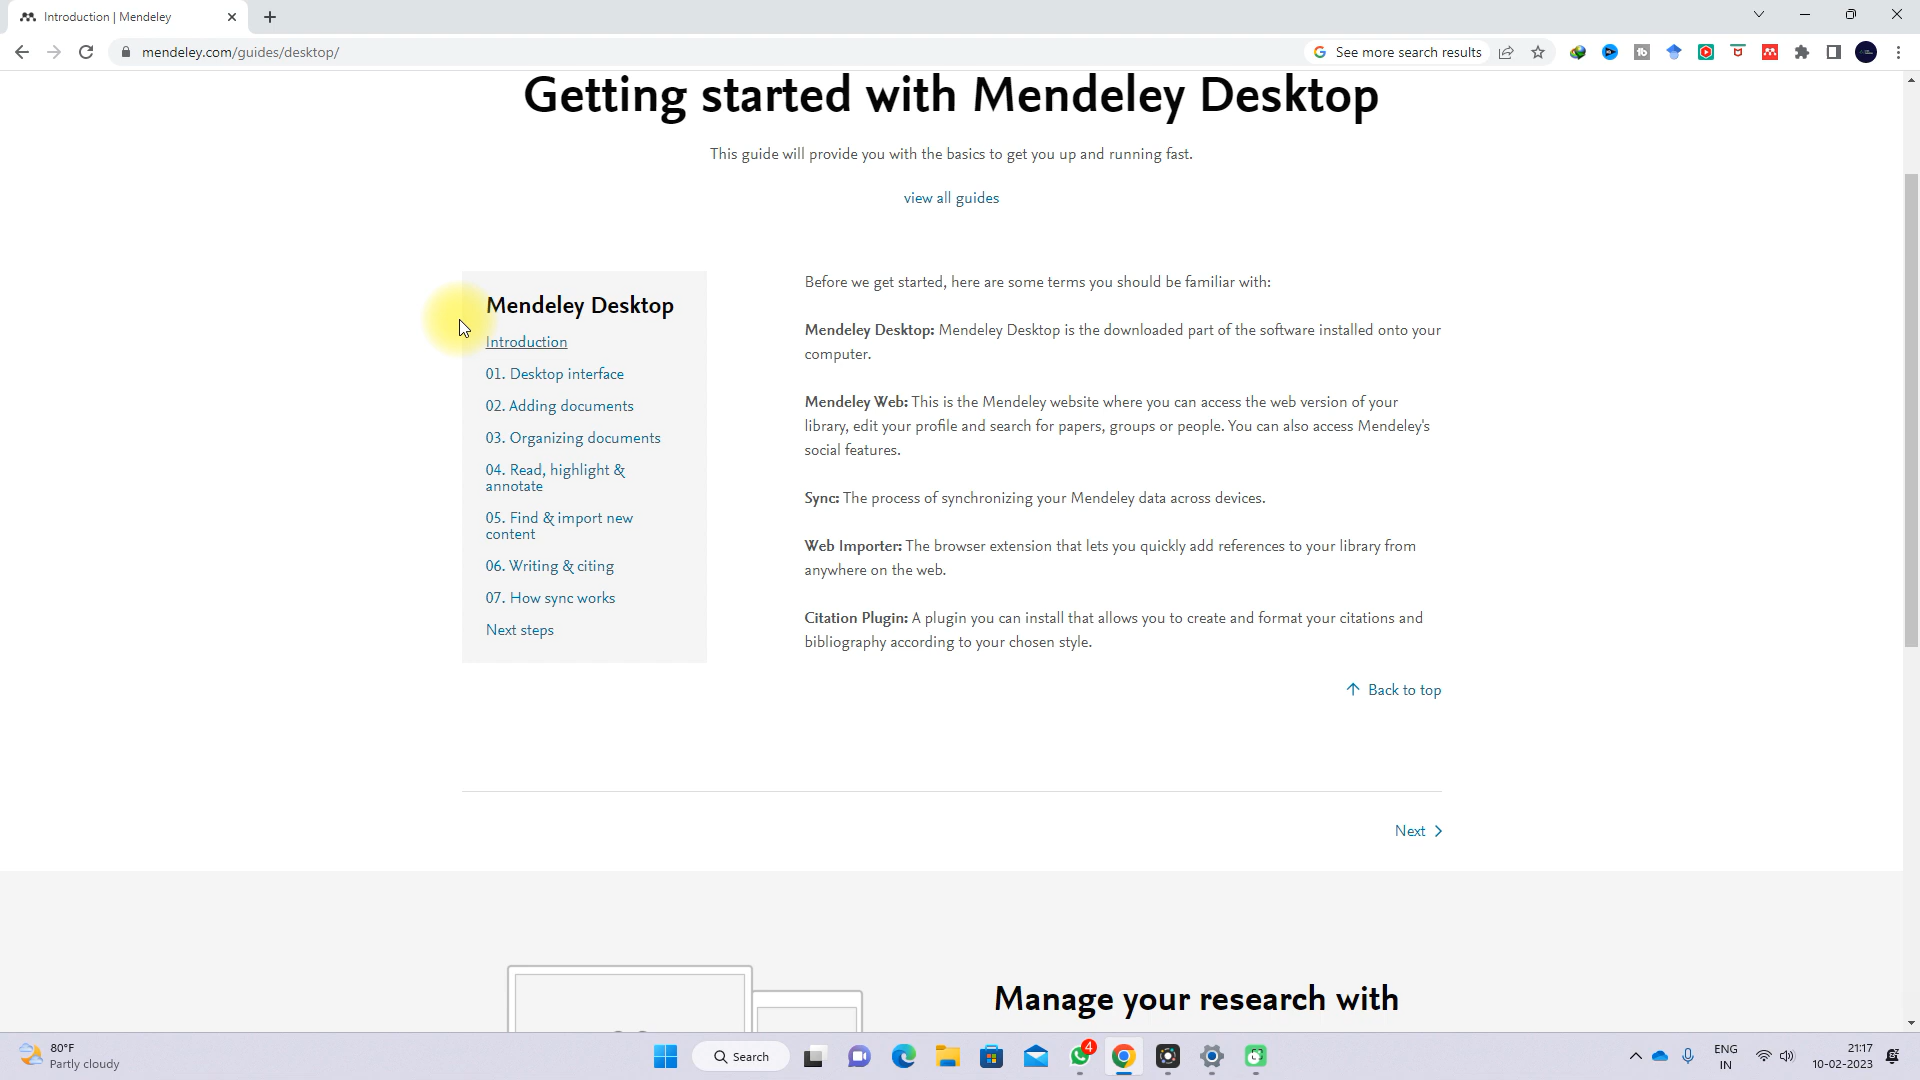 Introduction | Mendeley
mendeley.com/guides/desktop/
See more search results
Getting started with Mendeley Desktop
This guide will provide you with the basics to get you up and running fast.
view all guides
Mendeley Desktop
Introduction
01. Desktop interface
02. Adding documents
03. Organizing documents
04. Read, highlight &
annotate
05. Find & import new
content
06. Writing & citing
07. How sync works
Next steps
Before we get started, here are some terms you should be familiar with:
Mendeley Desktop: Mendeley Desktop is the downloaded part of the software installed onto your
computer.
Mendeley Web: This is the Mendeley website where you can access the web version of your
library, edit your profile and search for papers, groups or people. You can also access Mendeley's
social features.
Sync: The process of synchronizing your Mendeley data across devices.
Web Importer: The browser extension that lets you quickly add references to your library from
anywhere on the web.
Citation Plugin: A plugin you can install that allows you to create and format your citations and
bibliography according to your chosen style.
Back to top
Next
Manage your research with
80°F
Partly cloudy
Search
4
ENG
IN
21:17
10-02-2023